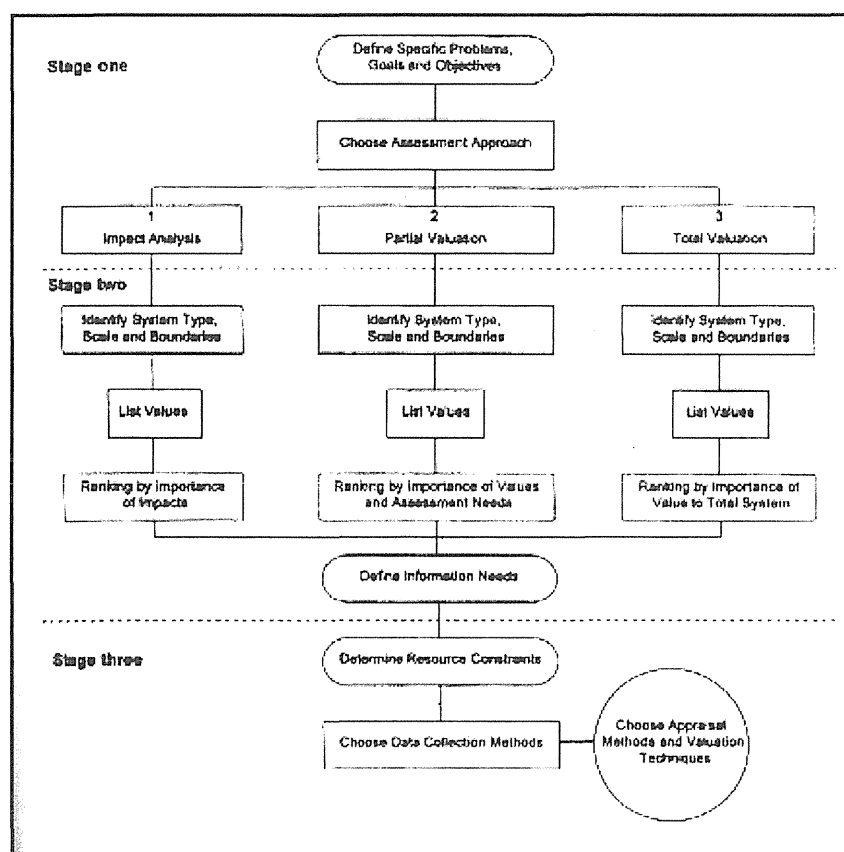 Stage one
Define Specific Problems,
Goals and Objectives
Choose Assessment Approach
1
Impact Analysis
2
Partial Valuation
3
Total Valuation
Stage two
Identify System Type,
Scale and Boundaries
Identify System Type,
Scale and Boundaries
Identify System Type,
Scale and Boundaries
List Values
List Values
List Values
Ranking by Importance
of Impacts
Ranking by Importance of Values
and Assessment Needs
Ranking by Importance of
Value to Total System
Define Information Needs
Stage three
Determine Resource Constraints
Choose Data Collection Methods
Choose Appraisal
Methods and Valuation
Techniques